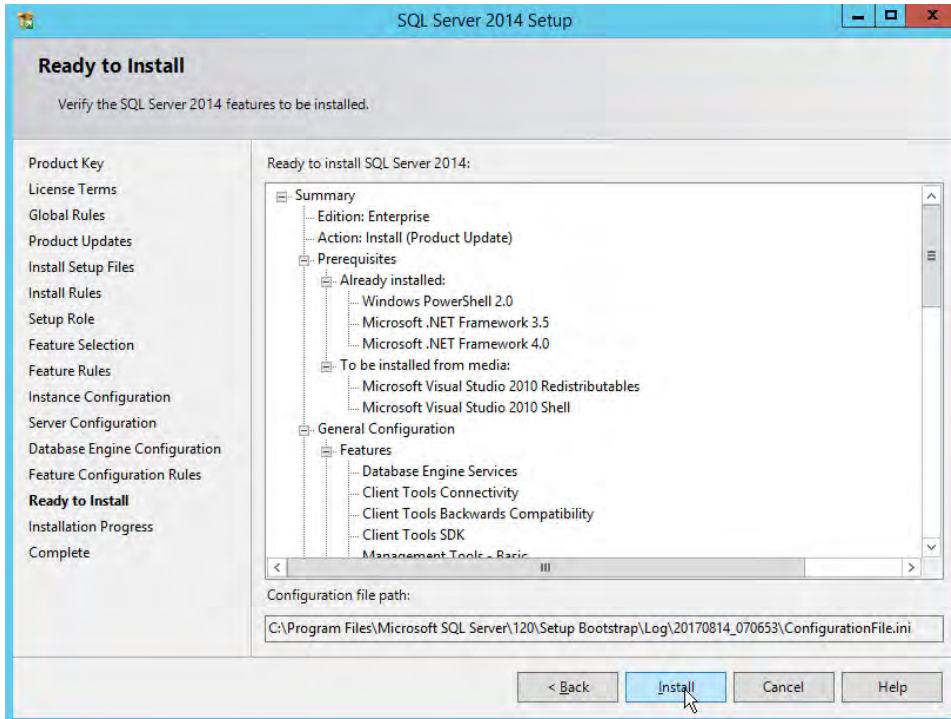 SQL Server 2014 Setup
Ready to Install
Verify the SQL Server 2014 features to be installed.
Product Key
License Terms
Global Rules
Product Updates
Install Setup Files
Install Rules
Setup Role
Feature Selection
Feature Rules
Instance Configuration
Server Configuration
Database Engine Configuration
Feature Configuration Rules
Ready to Install
Installation Progress
Complete
Ready to install SQL Server 2014:
Summary
Edition: Enterprise
Action: Install (Product Update)
Prerequisites
Already installed:
Windows PowerShell 2.0
Microsoft .NET Framework 3.5
Microsoft .NET Framework 4.0
To be installed from media:
Microsoft Visual Studio 2010 Redistributables
Microsoft Visual Studio 2010 Shell
General Configuration
Features
Database Engine Services
Client Tools Connectivity
Client Tools Backwards Compatibility
Client Tools SDK
Management Tools - Basic
Configuration file path:
C:\Program Files\Microsoft SQL Server\120\Setup Bootstrap\Log\20170814_070653\ConfigurationFile.ini
< Back
Install
Cancel
Help